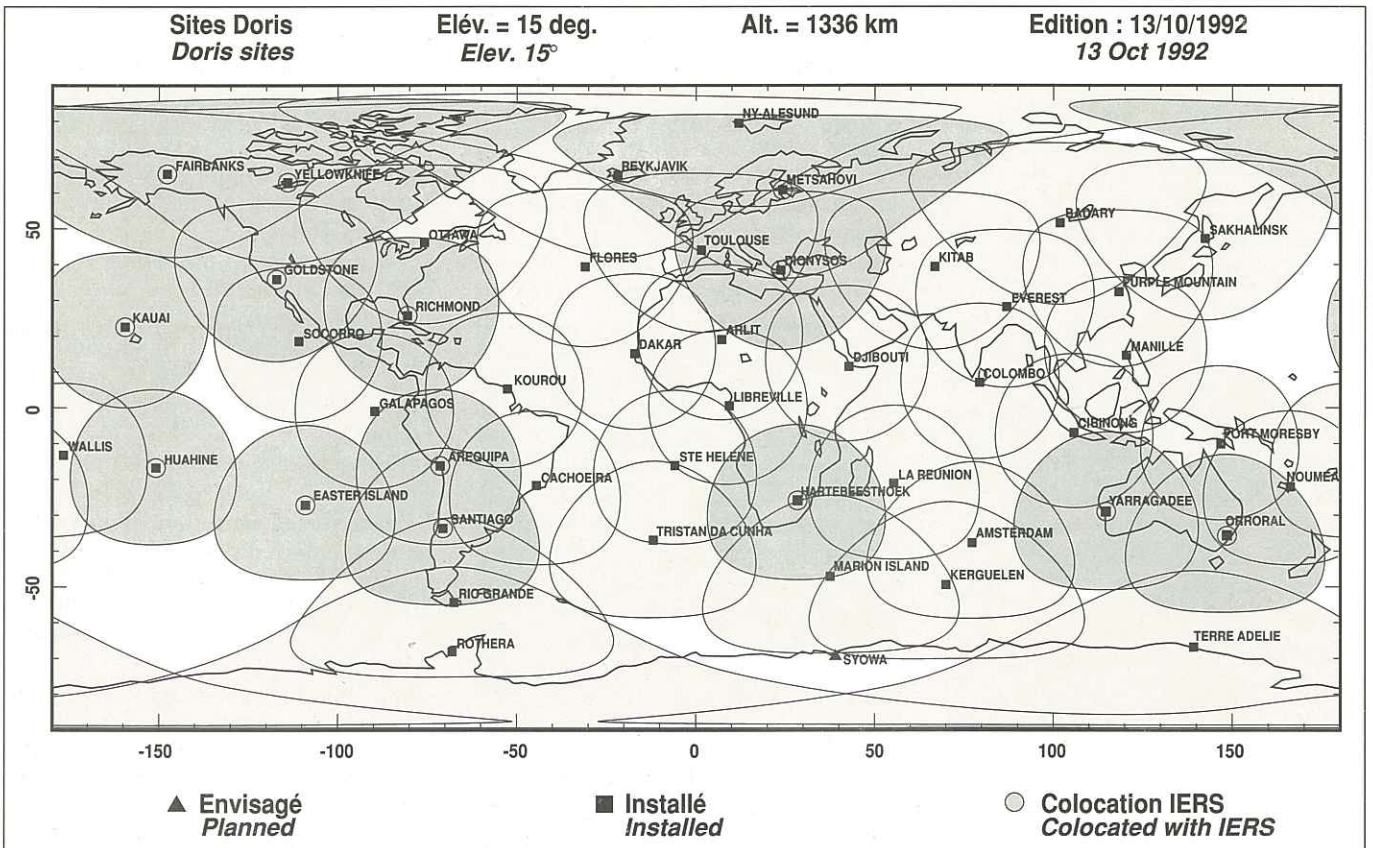 Sites Doris
Doris sites
Elév. = 15 deg.
Elev. 15°
Alt. = 1336 km
Edition : 13/10/1992
13 Oct 1992
NY-ALESUND
FAIRBANKS
YELLOWKNIFE
REYKJAVIK
METSAHOVI
BADARY
SAKHALINSK
50
OTTAWA
TOULOUSE
FLORES
DIONYSOS
KITAB
GOLDSTONE
PURPLE MOUNTAIN
EVEREST
RICHMOND
KAUAI
SOCORRO
DAKAR
ARLIT
DJIBOUTI
MANILLE
COLOMBO
KOUROU
LIBREVILLE
GALAPAGOS
0
CIBINONG
PORT MORESBY
WALLIS
HUAHINE
AREQUIPA
STE HELENE
CACHOEIRA
LA REUNION
NOUMEA
EASTER ISLAND
HARTEBEESTHOEK
YARRAGADEE
SANTIAGO
ORRORAL
TRISTAN DA CUNHA
AMSTERDAM
MARION ISLAND
KERGUELEN
-50
RIO GRANDE
ROTHERA
TERRE ADELIE
SYOWA
-150
-100
-50
0
50
100
150
Envisagé
Planned
Installé
Installed
Colocation IERS
Colocated with IERS